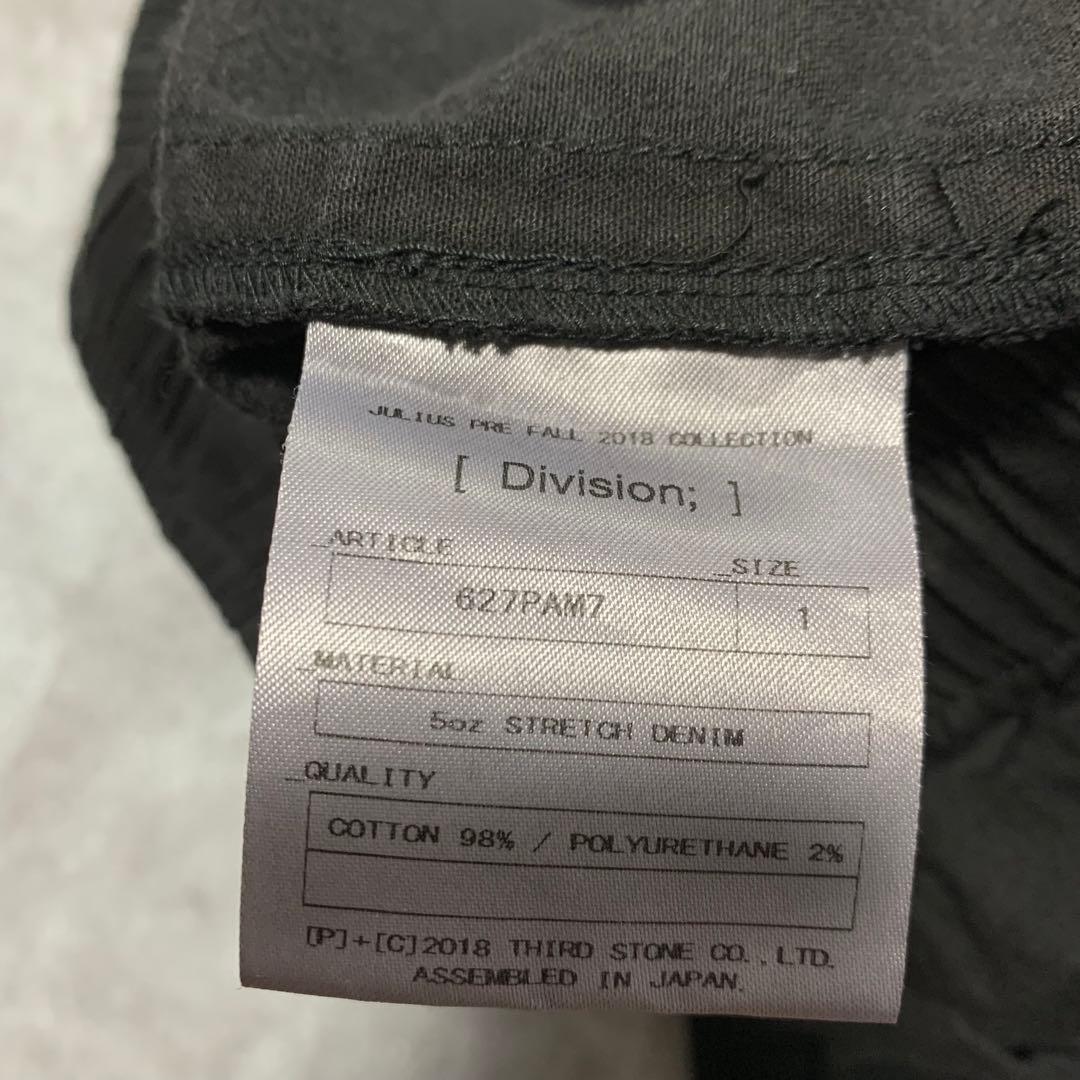 JULIUS PRE FALL 2018 COLLECTION
[ Division; ]
_ARTICLE _SIZE
627PAM7 1
_MATERIAL
5oz STRETCH DENIM
_QUALITY
COTTON 98% / POLYURETHANE 2%
[P]+[C]2018 THIRD STONE CO.,LTD.
ASSEMBLED IN JAPAN.